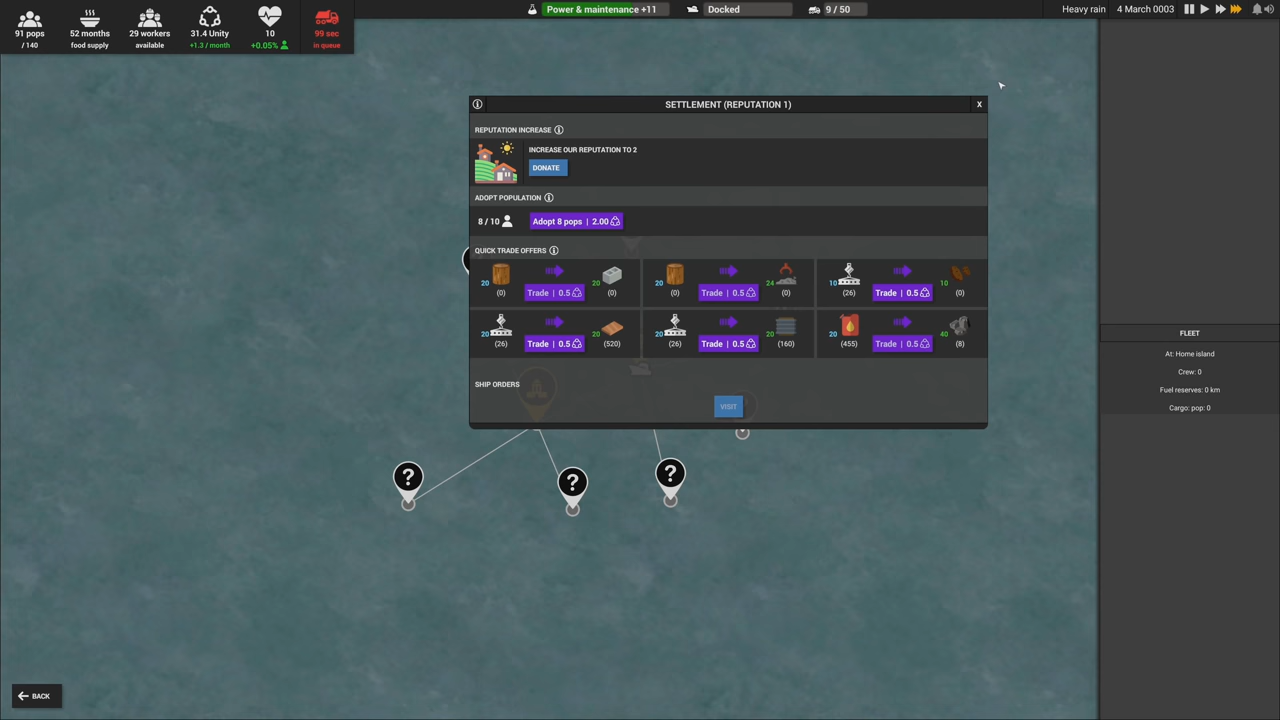 91 pops
/ 140
52 months
food supply
29 workers
available
31.4 Unity
+1.3 / month
10
+0.05%
99 sec
in queue
Power & maintenance +11
Docked
9 / 50
Heavy rain
4 March 0003
SETTLEMENT (REPUTATION 1)
X
REPUTATION INCREASE
INCREASE OUR REPUTATION TO 2
DONATE
ADOPT POPULATION
8 / 10
Adopt 8 pops | 2.00
QUICK TRADE OFFERS
20 (0) Trade | 0.5 20 (0)
20 (0) Trade | 0.5 24 (0)
10 (26) Trade | 0.5 10 (0)
20 (26) Trade | 0.5 20 (520)
20 (26) Trade | 0.5 20 (160)
20 (455) Trade | 0.5 40 (8)
SHIP ORDERS
VISIT
?
?
?
FLEET
At: Home island
Crew: 0
Fuel reserves: 0 km
Cargo: pop: 0
BACK